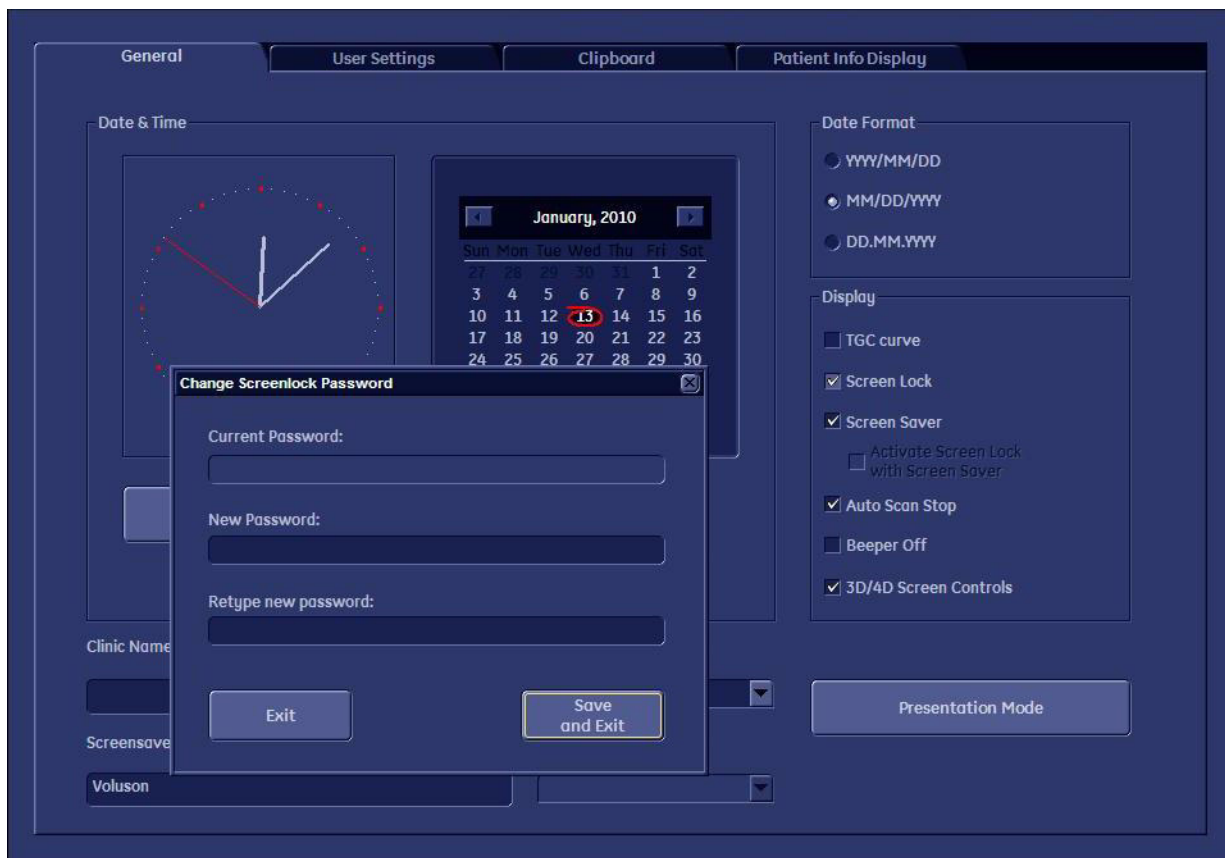 General
User Settings
Clipboard
Patient Info Display
Date & Time
January, 2010
Sun Mon Tue Wed Thu Fri Sat
27 28 29 30 31 1 2
3 4 5 6 7 8 9
10 11 12 13 14 15 16
17 18 19 20 21 22 23
24 25 26 27 28 29 30
Date Format
YYYY/MM/DD
MM/DD/YYYY
DD.MM.YYYY
Display
TGC curve
Screen Lock
Screen Saver
Activate Screen Lock
with Screen Saver
Auto Scan Stop
Beeper Off
3D/4D Screen Controls
Change Screenlock Password
Current Password:
New Password:
Retype new password:
Exit
Save
and Exit
Clinic Name
Screensave
Voluson
Presentation Mode